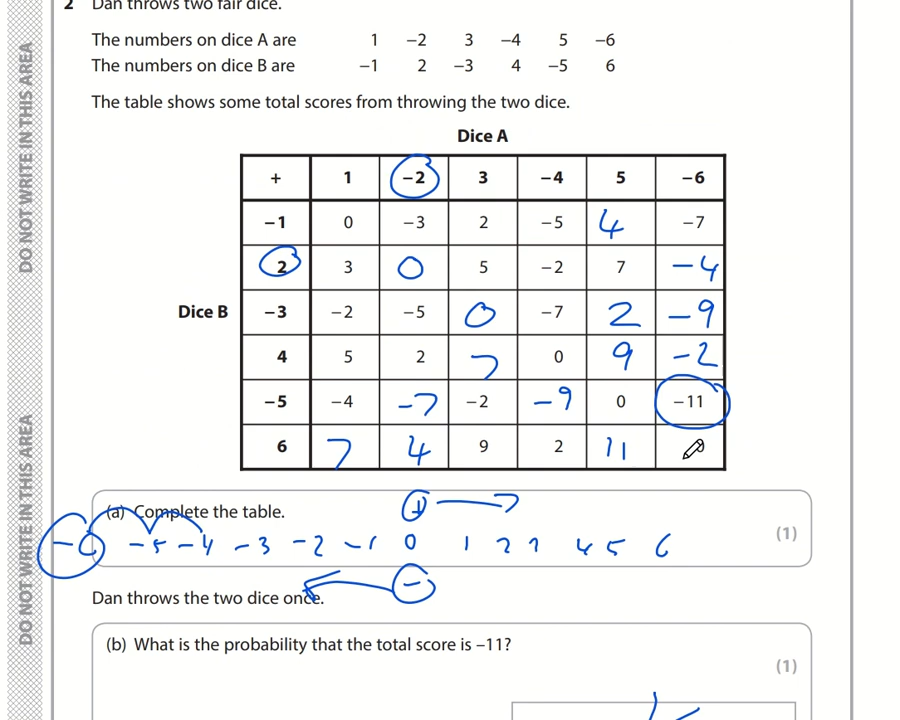 2 Dan throws two fair dice.
The numbers on dice A are 1 −2 3 −4 5 −6
The numbers on dice B are −1 2 −3 4 −5 6
The table shows some total scores from throwing the two dice.
Dice A
+ 1 −2 3 −4 5 −6
−1 0 −3 2 −5 4 −7
2 3 0 5 −2 7 −4
Dice B −3 −2 −5 0 −7 2 −9
4 5 2 7 0 9 −2
−5 −4 −7 −2 −9 0 −11
6 7 4 9 2 11
(a) Complete the table. +
(1)
−6 −5 −4 −3 −2 −1 0 1 2 3 4 5 6
−
Dan throws the two dice once.
(b) What is the probability that the total score is −11?
(1)
DO NOT WRITE IN THIS AREA
DO NOT WRITE IN THIS AREA